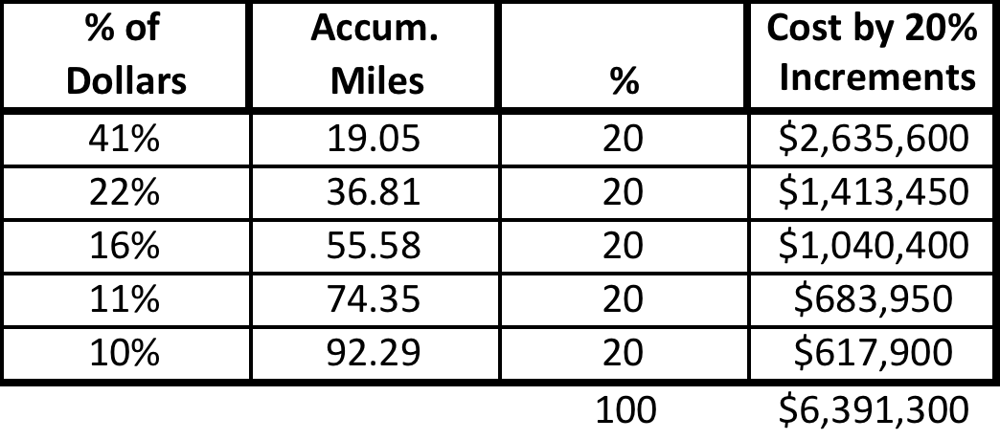 % of Dollars Accum. Miles % Cost by 20% Increments
41% 19.05 20 $2,635,600
22% 36.81 20 $1,413,450
16% 55.58 20 $1,040,400
11% 74.35 20 $683,950
10% 92.29 20 $617,900
100 $6,391,300